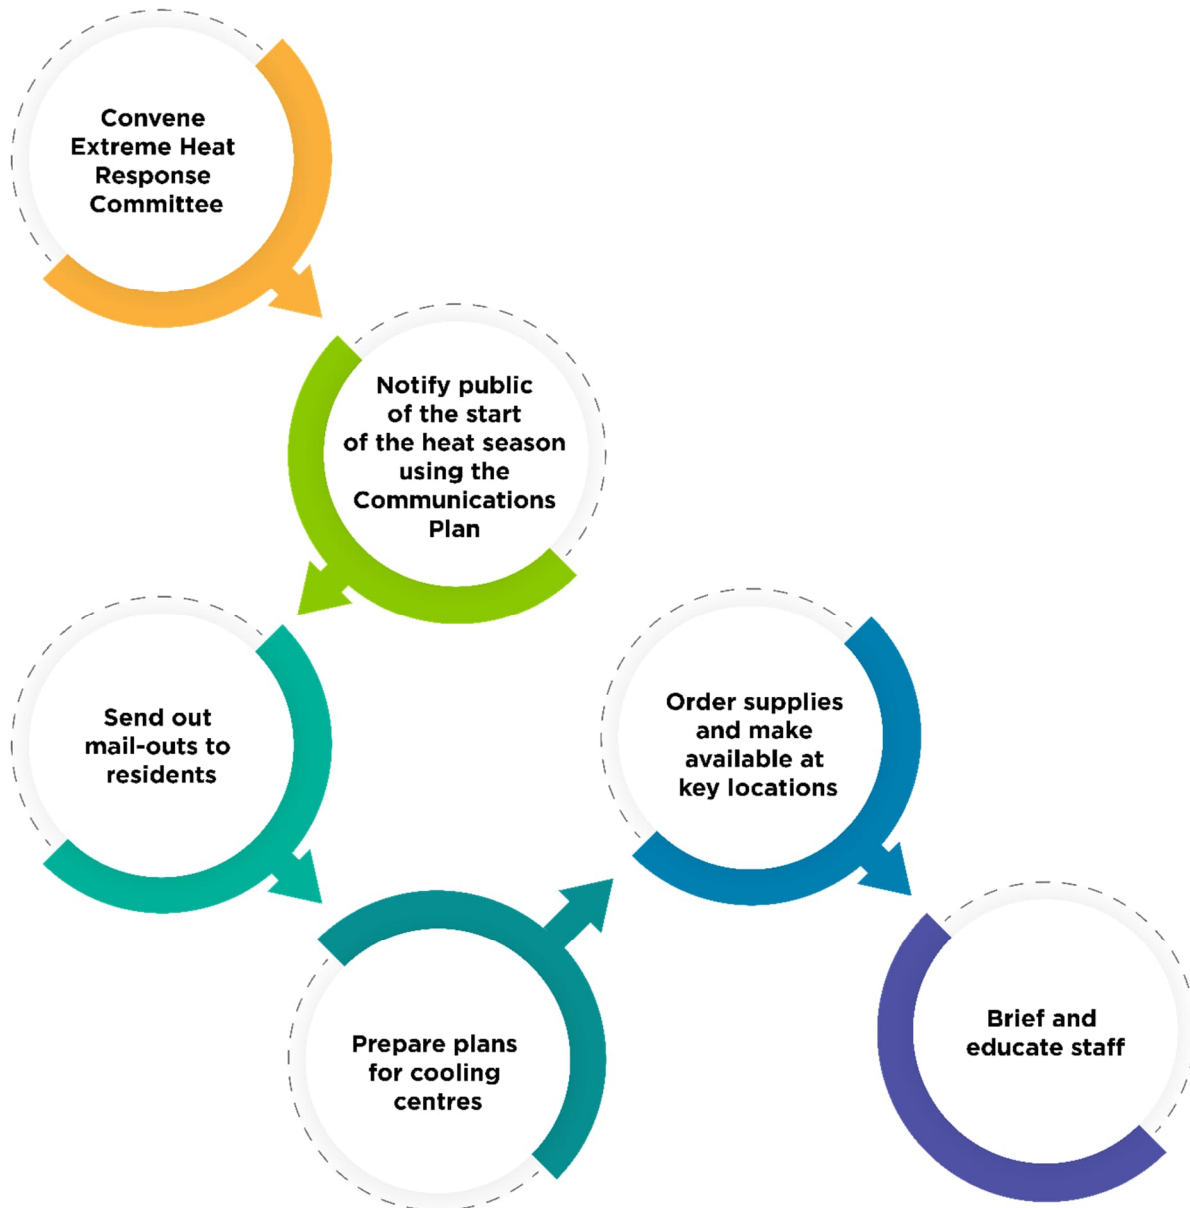 Convene
Extreme Heat
Response
Committee
Notify public
of the start
of the heat season
using the
Communications
Plan
Send out
mail-outs to
residents
Prepare plans
for cooling
centres
Order supplies
and make
available at
key locations
Brief and
educate staff